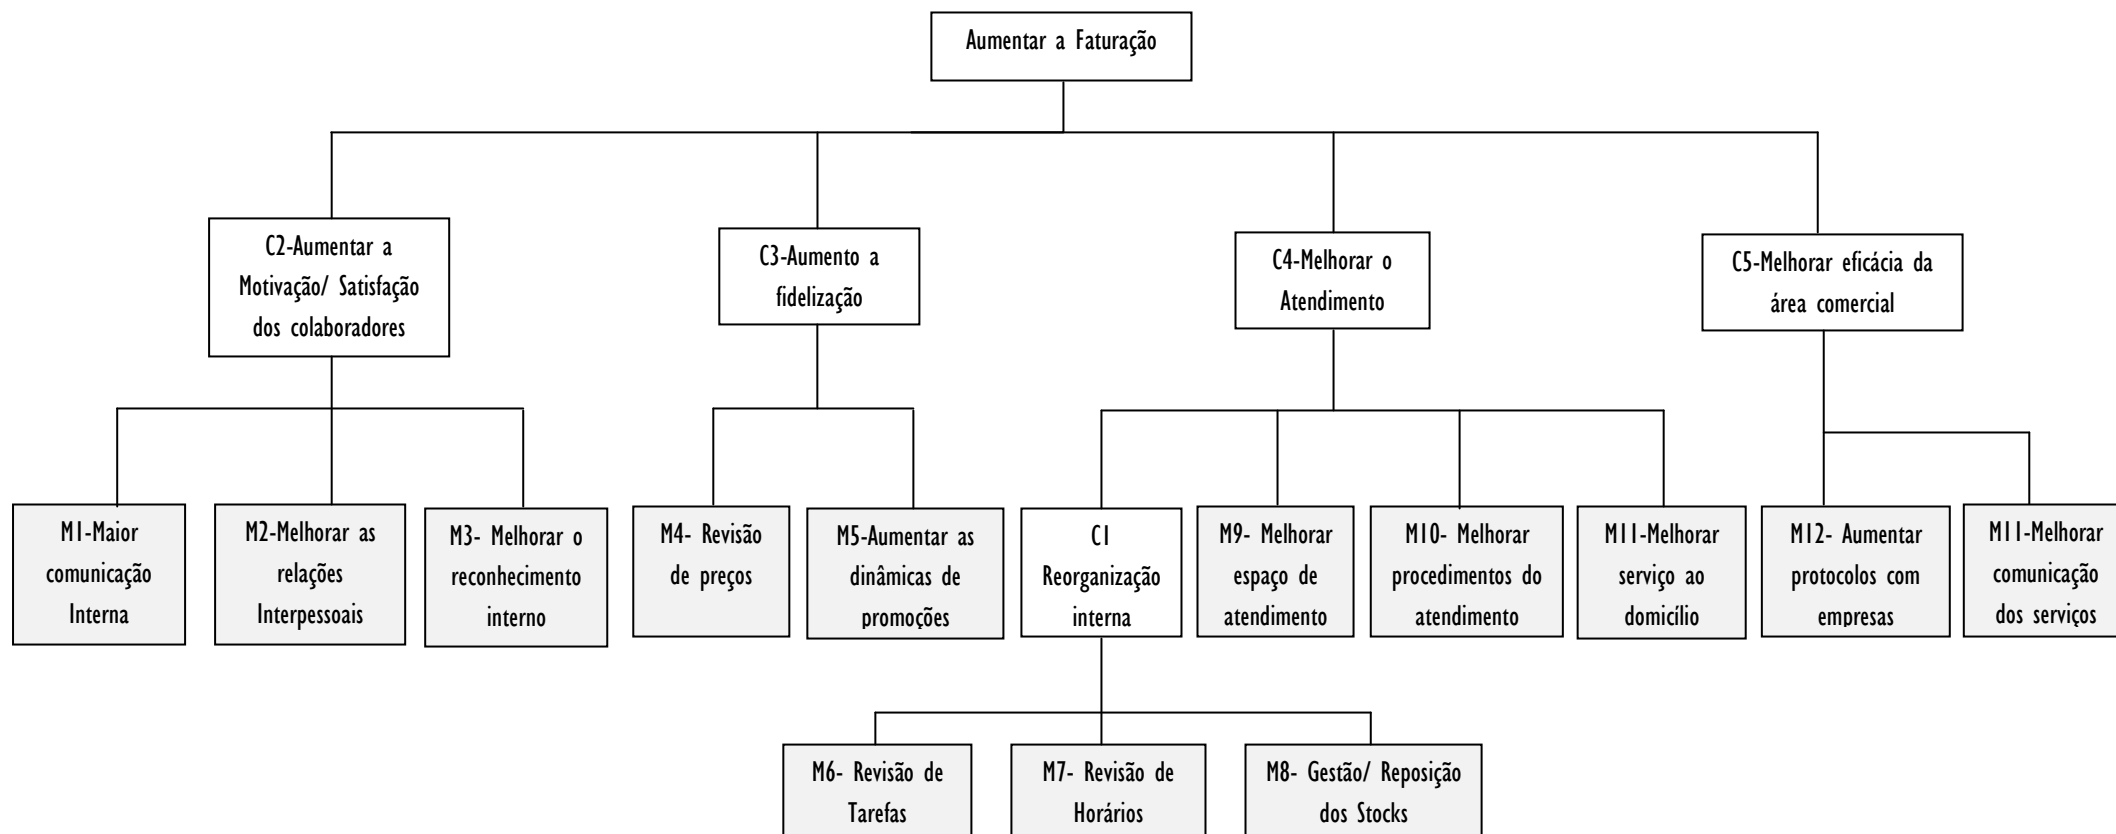 Aumentar a Faturação
C2-Aumentar a
Motivação/ Satisfação
dos colaboradores
C3-Aumento a
fidelização
C4-Melhorar o
Atendimento
C5-Melhorar eficácia da
área comercial
M1-Maior
comunicação
Interna
M2-Melhorar as
relações
Interpessoais
M3- Melhorar o
reconhecimento
interno
M4- Revisão
de preços
M5-Aumentar as
dinâmicas de
promoções
C1
Reorganização
interna
M9- Melhorar
espaço de
atendimento
M10- Melhorar
procedimentos do
atendimento
M11-Melhorar
serviço ao
domicílio
M12- Aumentar
protocolos com
empresas
M11-Melhorar
comunicação
dos serviços
M6- Revisão de
Tarefas
M7- Revisão de
Horários
M8- Gestão/ Reposição
dos Stocks